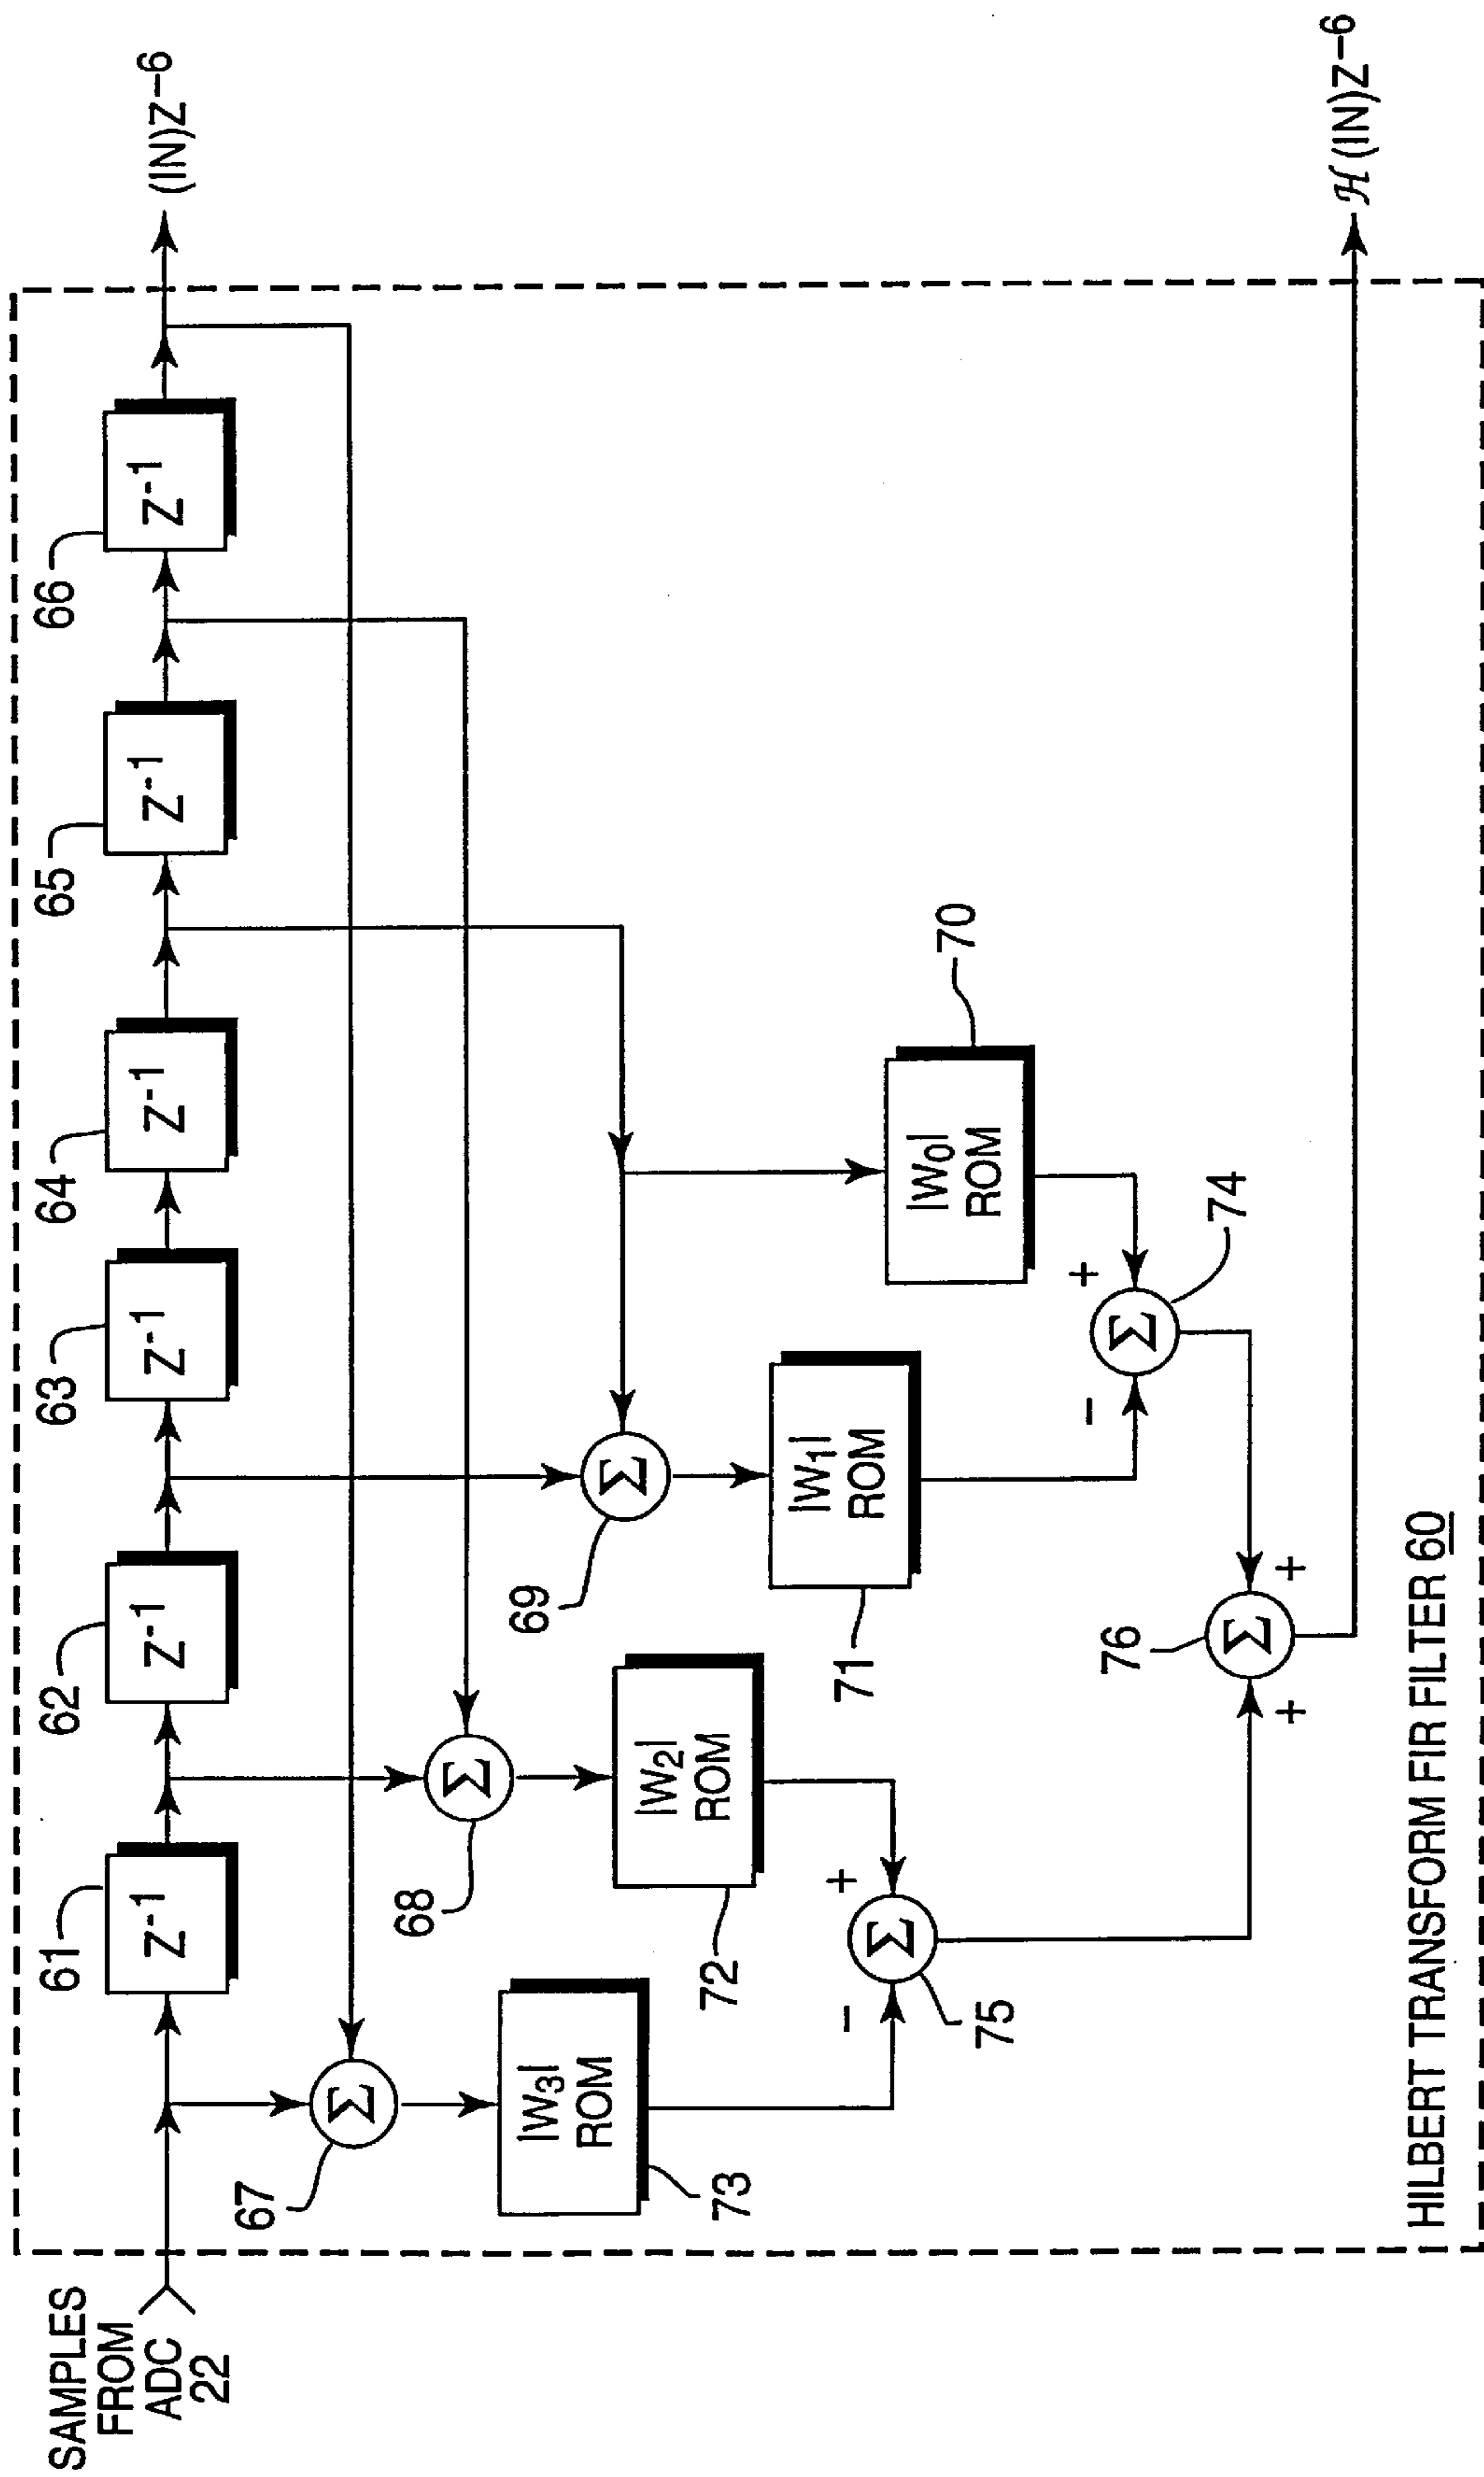 SAMPLES
FROM
ADC
22
61
Z-1
62
Z-1
63
Z-1
64
Z-1
65
Z-1
66
Z-1
(IN)Z-6
67
Σ
68
Σ
69
Σ
73
|W3|
ROM
72
|W2|
ROM
71
|W1|
ROM
70
|W0|
ROM
-
+
Σ
75
-
+
Σ
74
76
+
+
Σ
ℋ(IN)Z-6
HILBERT TRANSFORM FIR FILTER 60